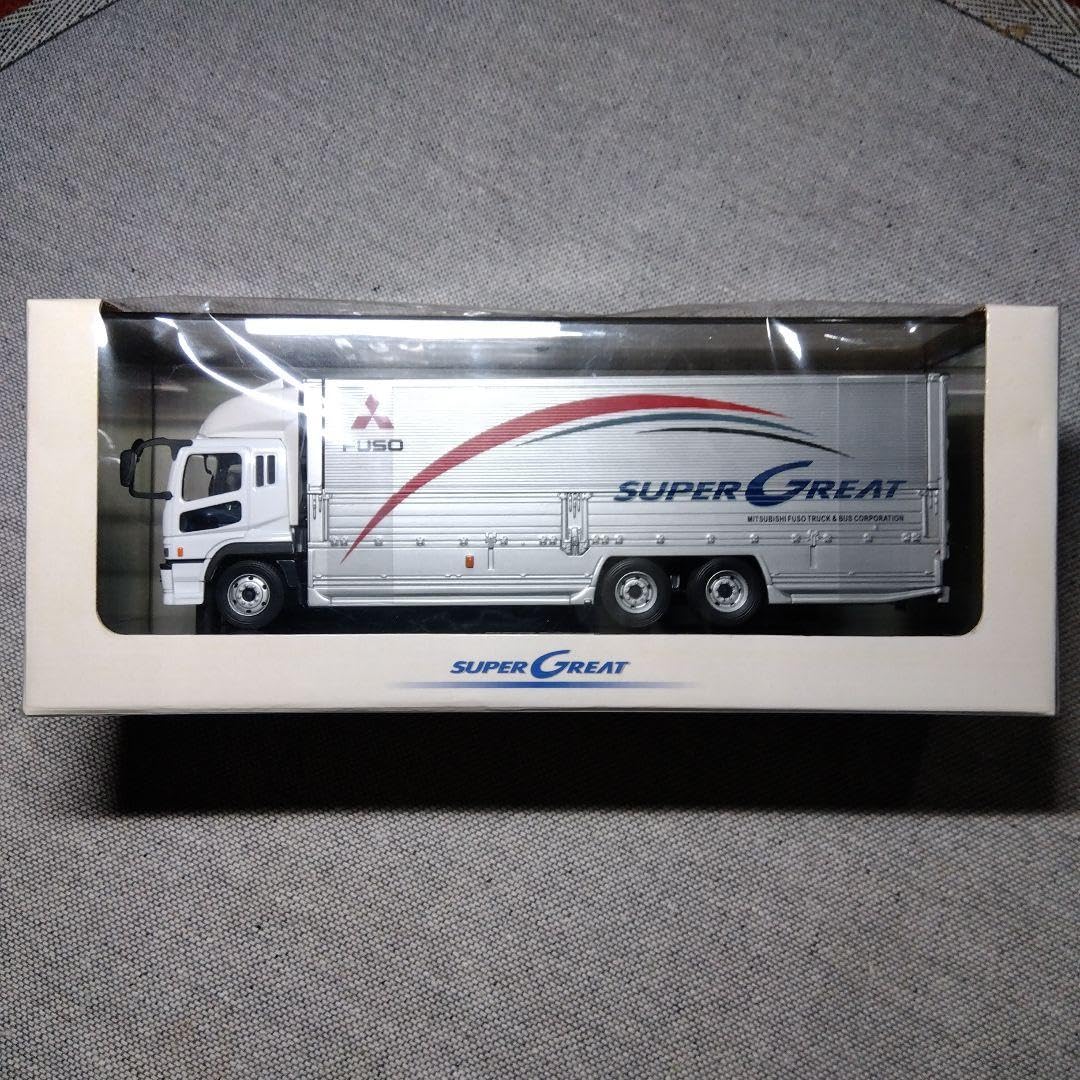 FUSO
SUPER GREAT
MITSUBISHI FUSO TRUCK & BUS CORPORATION
SUPER GREAT